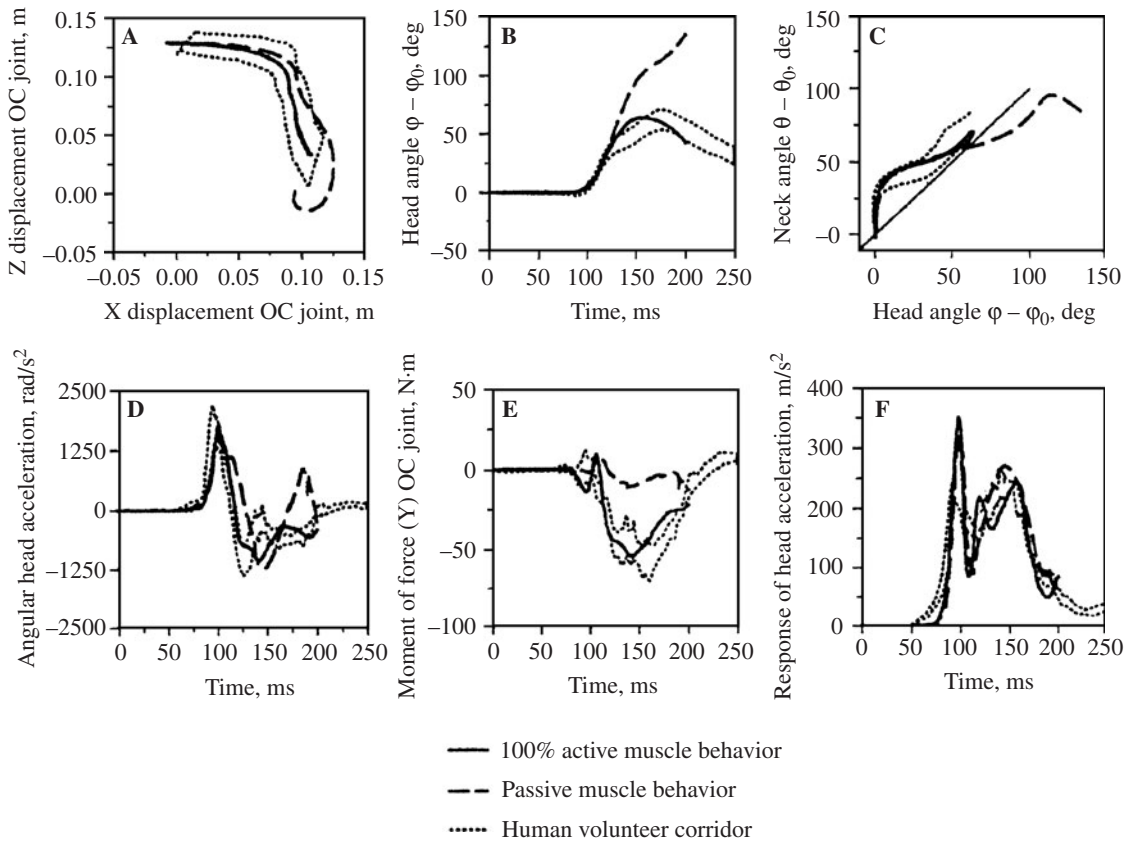 A
Z displacement OC joint, m
0.15
0.10
0.05
0.00
–0.05
–0.05 0.00 0.05 0.10 0.15
X displacement OC joint, m
B
Head angle φ – φ0, deg
150
100
50
0
–50
0 50 100 150 200 250
Time, ms
C
Neck angle θ – θ0, deg
150
100
50
–0
0 50 100 150
Head angle φ – φ0, deg
D
Angular head acceleration, rad/s²
2500
1250
0
–1250
–2500
0 50 100 150 200 250
Time, ms
E
Moment of force (Y) OC joint, N·m
50
0
–50
–100
0 50 100 150 200 250
Time, ms
F
Response of head acceleration, m/s²
400
300
200
100
0
0 50 100 150 200 250
Time, ms
100% active muscle behavior
Passive muscle behavior
Human volunteer corridor